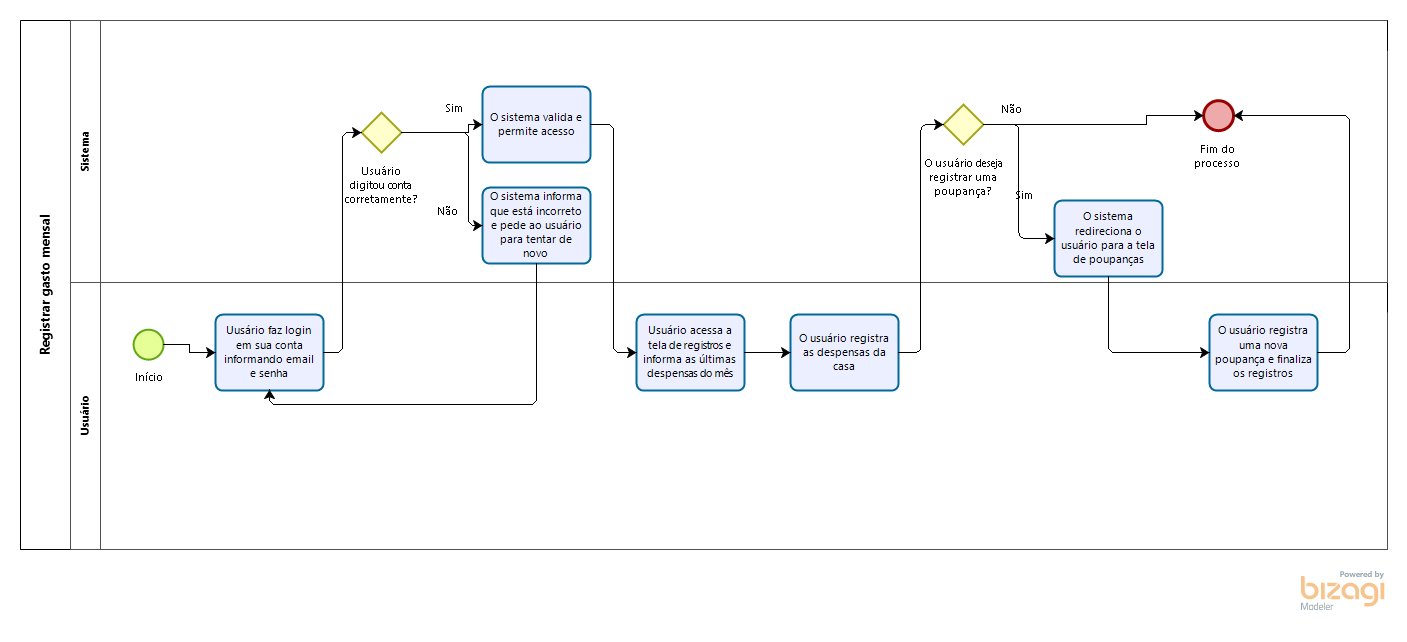 Registrar gasto mensal
Sistema
Usuário
Início
Uusário faz login
em sua conta
informando email
e senha
Usuário
digitou conta
corretamente?
Sim
Não
O sistema valida e
permite acesso
O sistema informa
que está incorreto
e pede ao usuário
para tentar de
novo
Usuário acessa a
tela de registros e
informa as últimas
despensas do mês
O usuário registra
as despensas da
casa
O usuário deseja
registrar uma
poupança?
Não
Sim
O sistema
redireciona o
usuário para a tela
de poupanças
O usuário registra
uma nova
poupança e finaliza
os registros
Fim do
processo
Powered by
bizagi
Modeler